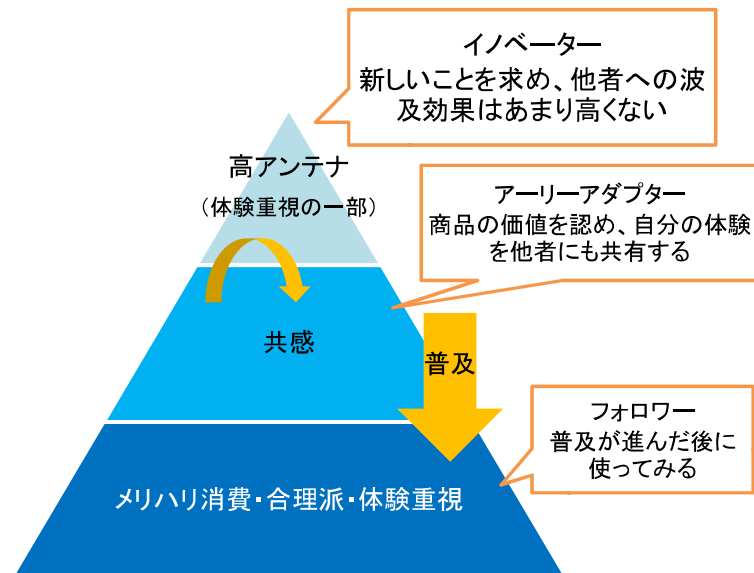 イノベーター
新しいことを求め、他者への波
及効果はあまり高くない
高アンテナ
（体験重視の一部）
アーリーアダプター
商品の価値を認め、自分の体験
を他者にも共有する
共感
普及
フォロワー
普及が進んだ後に
使ってみる
メリハリ消費・合理派・体験重視